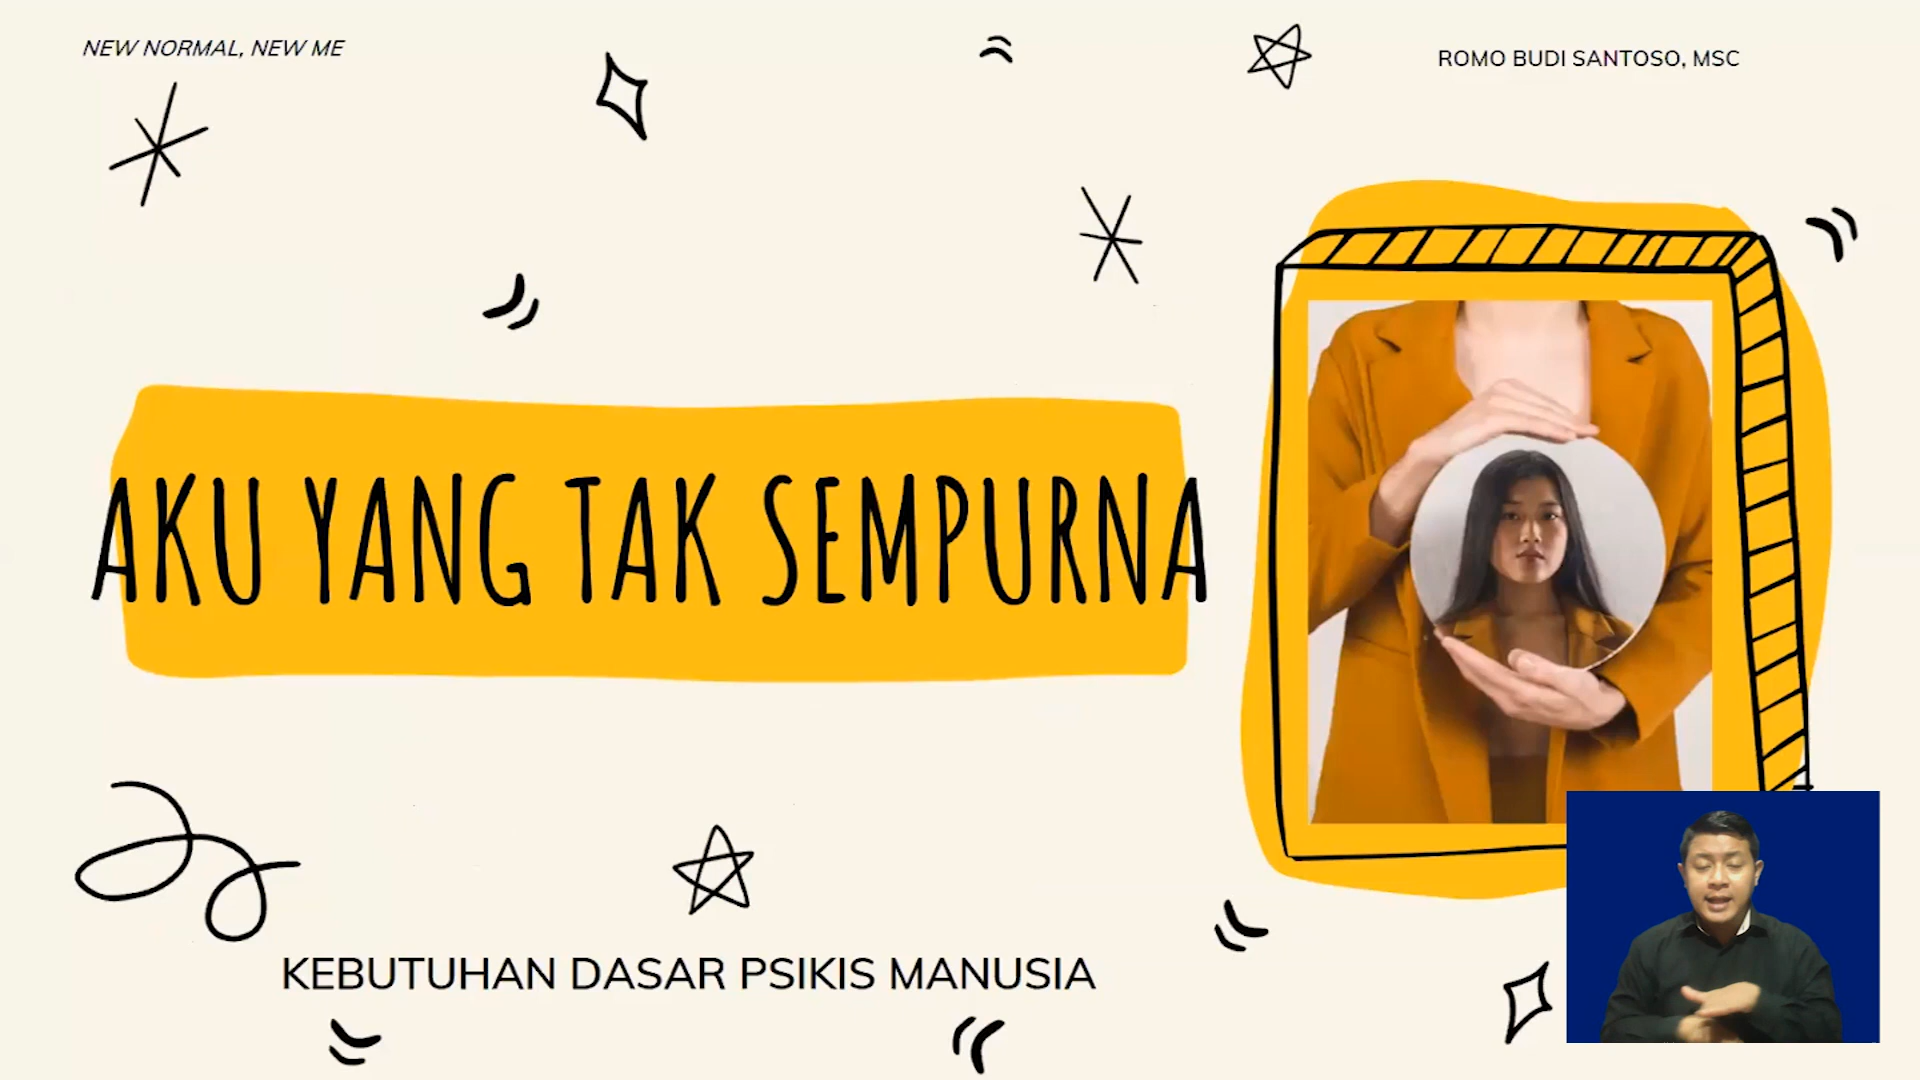 NEW NORMAL, NEW ME
ROMO BUDI SANTOSO, MSC
AKU YANG TAK SEMPURNA
KEBUTUHAN DASAR PSIKIS MANUSIA